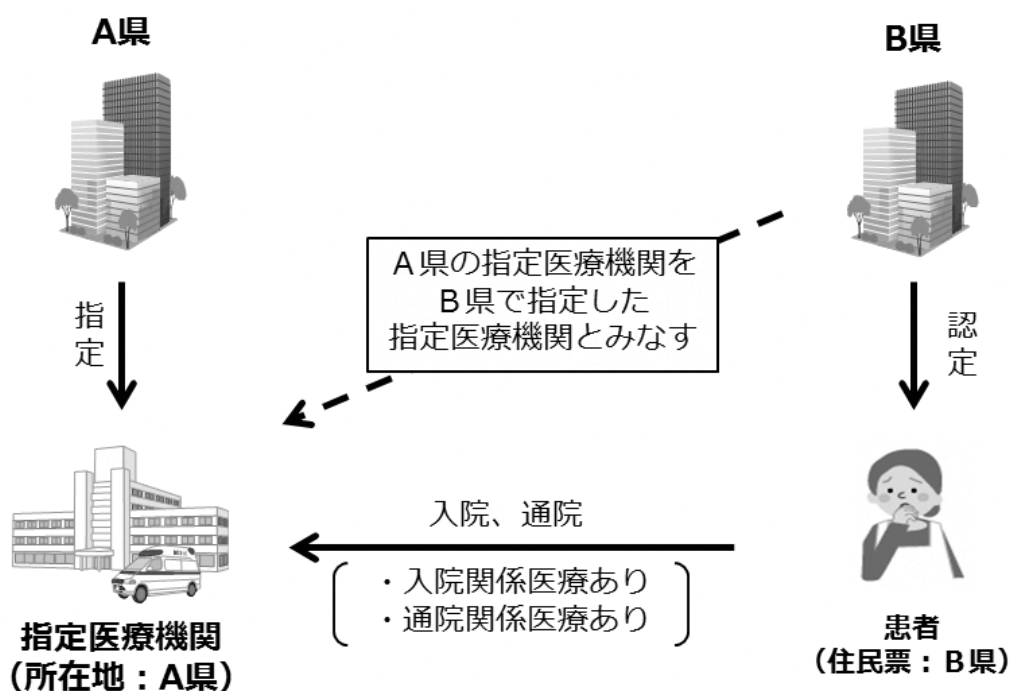 A県
B県
A県の指定医療機関を
B県で指定した
指定医療機関とみなす
指定
認定
入院、通院
・入院関係医療あり
・通院関係医療あり
指定医療機関
（所在地：A県）
患者
（住民票：B県）